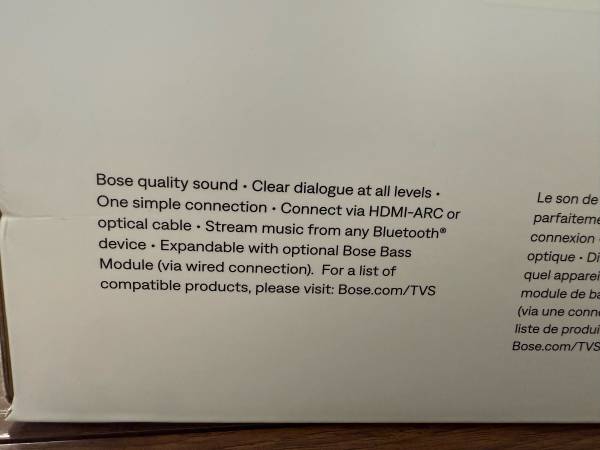 Bose quality sound • Clear dialogue at all levels •
One simple connection • Connect via HDMI-ARC or
optical cable • Stream music from any Bluetooth®
device • Expandable with optional Bose Bass
Module (via wired connection). For a list of
compatible products, please visit: Bose.com/TVS
Le son de
parfaiteme
connexion
optique • Di
quel apparei
module de ba
(via une conne
liste de produi
Bose.com/TVS